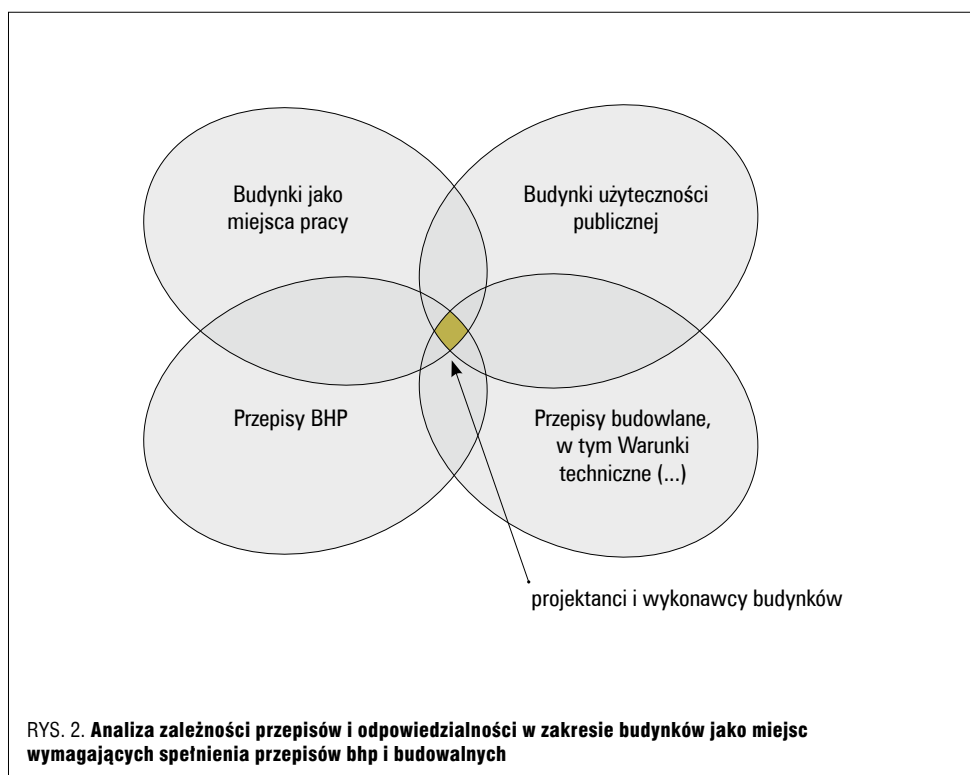 Budynki jako
miejsca pracy
Budynki użyteczności
publicznej
Przepisy BHP
Przepisy budowlane,
w tym Warunki
techniczne (...)
projektanci i wykonawcy budynków
RYS. 2. Analiza zależności przepisów i odpowiedzialności w zakresie budynków jako miejsc
wymagających spełnienia przepisów bhp i budowalnych